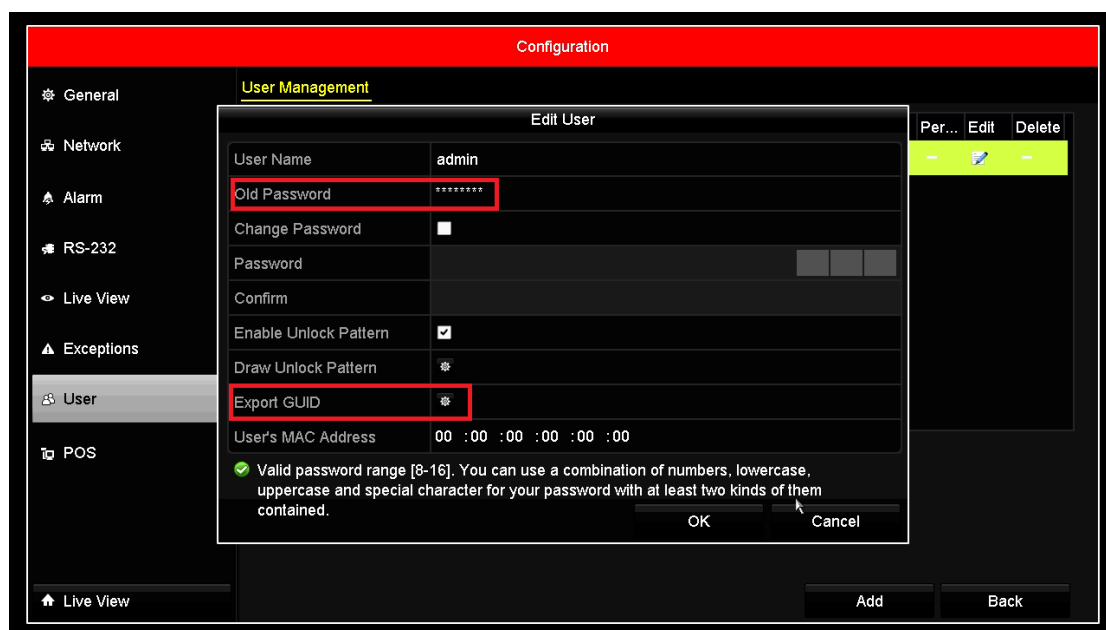 Configuration
General
Network
Alarm
RS-232
Live View
Exceptions
User
POS
Live View
User Management
Per... Edit Delete
Edit User
User Name admin
Old Password ********
Change Password
Password
Confirm
Enable Unlock Pattern
Draw Unlock Pattern
Export GUID
User's MAC Address 00 :00 :00 :00 :00 :00
Valid password range [8-16]. You can use a combination of numbers, lowercase,
uppercase and special character for your password with at least two kinds of them
contained.
OK Cancel
Add Back